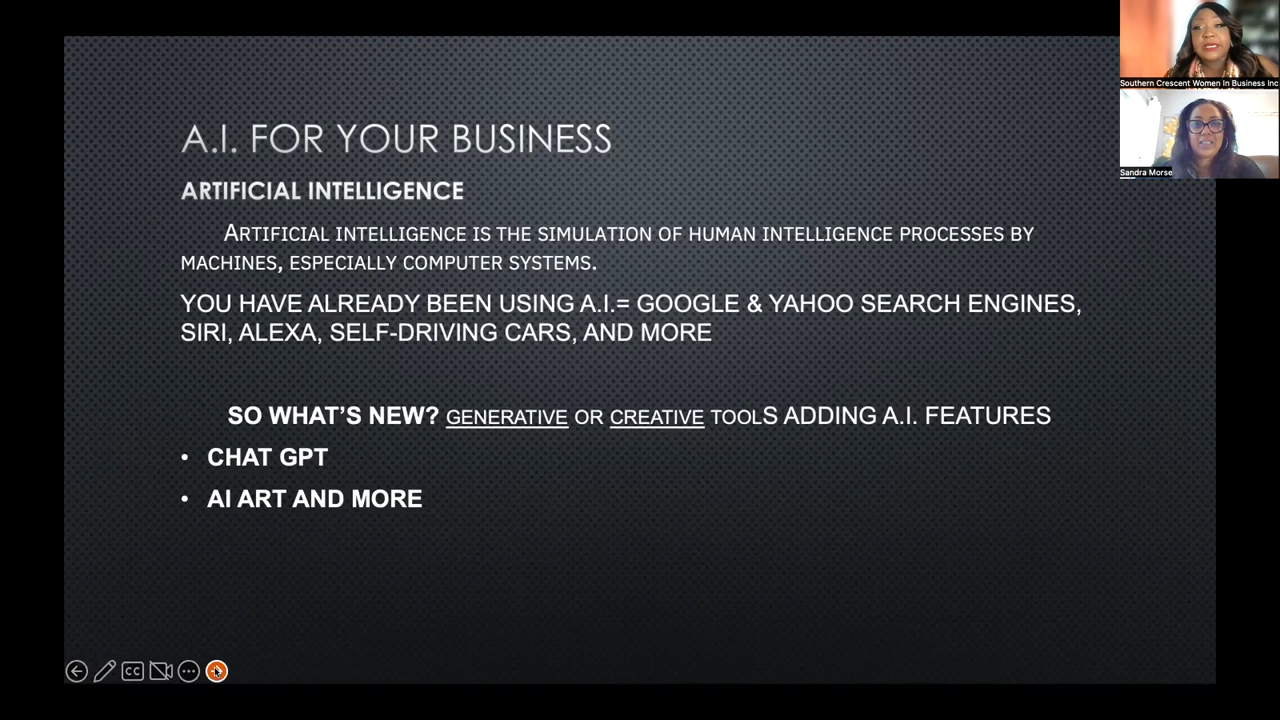 A.I. FOR YOUR BUSINESS
ARTIFICIAL INTELLIGENCE
ARTIFICIAL INTELLIGENCE IS THE SIMULATION OF HUMAN INTELLIGENCE PROCESSES BY
MACHINES, ESPECIALLY COMPUTER SYSTEMS.
YOU HAVE ALREADY BEEN USING A.I.= GOOGLE & YAHOO SEARCH ENGINES,
SIRI, ALEXA, SELF-DRIVING CARS, AND MORE
SO WHAT’S NEW? GENERATIVE OR CREATIVE TOOLS ADDING A.I. FEATURES
• CHAT GPT
• AI ART AND MORE
Southern Crescent Women In Business Inc
Sandra Morse
CC